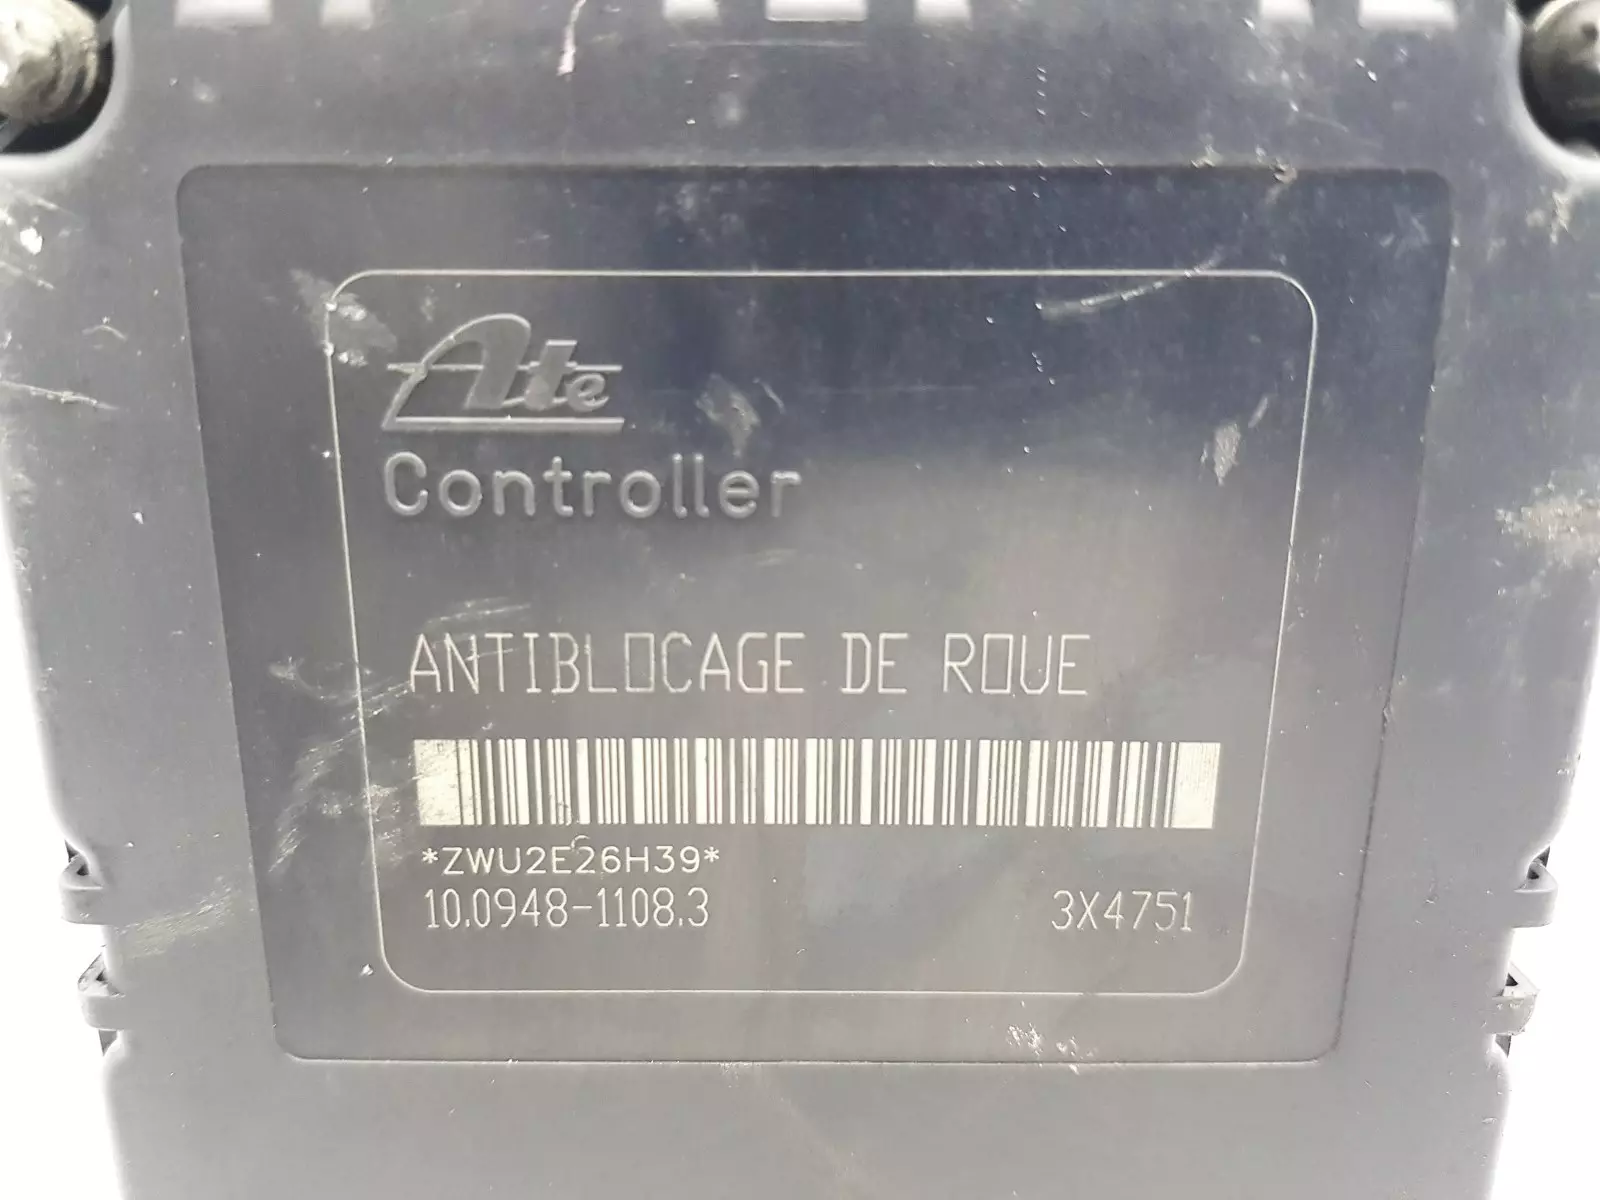 Ate
Controller
ANTIBLOCAGE DE ROUE
*ZWU2E26H39*
10.0948-1108.3 3X4751